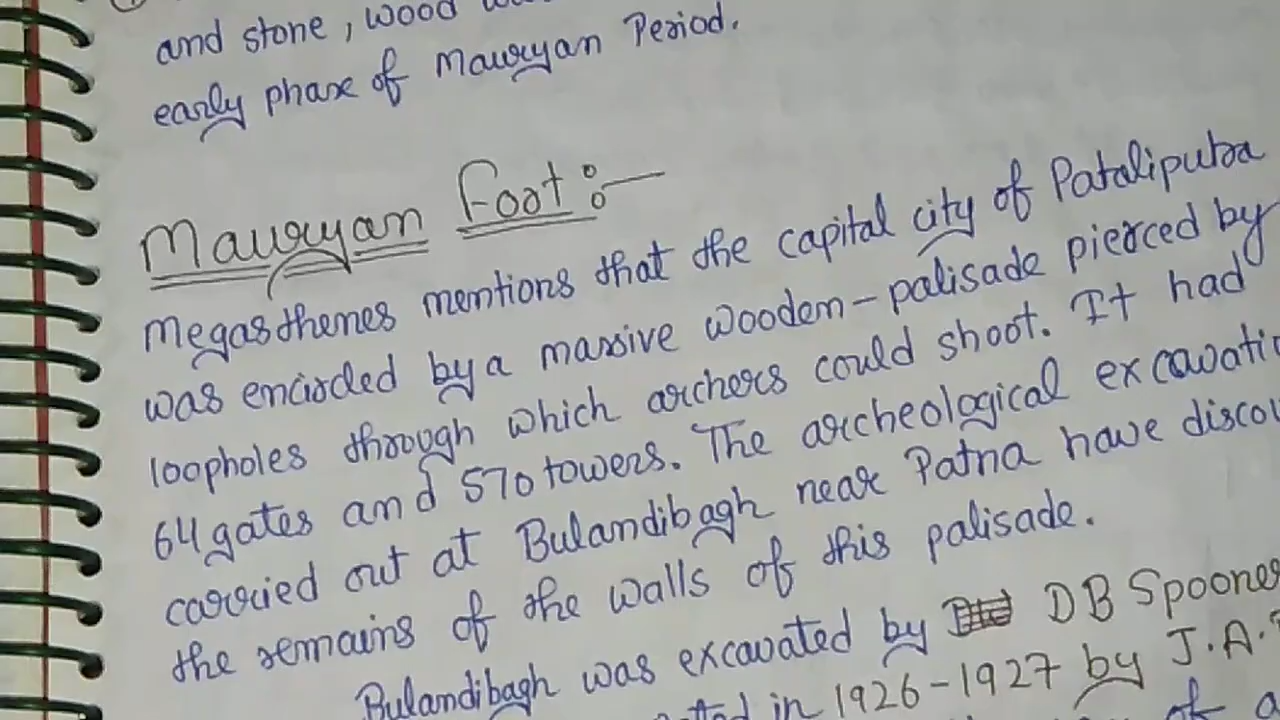 and stone, wood
early phase of Mauryan Period.
Mauryan Foot :-
Megasthenes mentions that the capital city of Pataliputra
was encircled by a massive wooden-palisade pierced by
loopholes through which archers could shoot. It had
64 gates and 570 towers. The archeological
carried out at Bulandibagh near Patna have
the remains of the walls of this palisade.
Bulandibagh was excavated by DB Spooner
in 1926-1927 by J.A.
of a